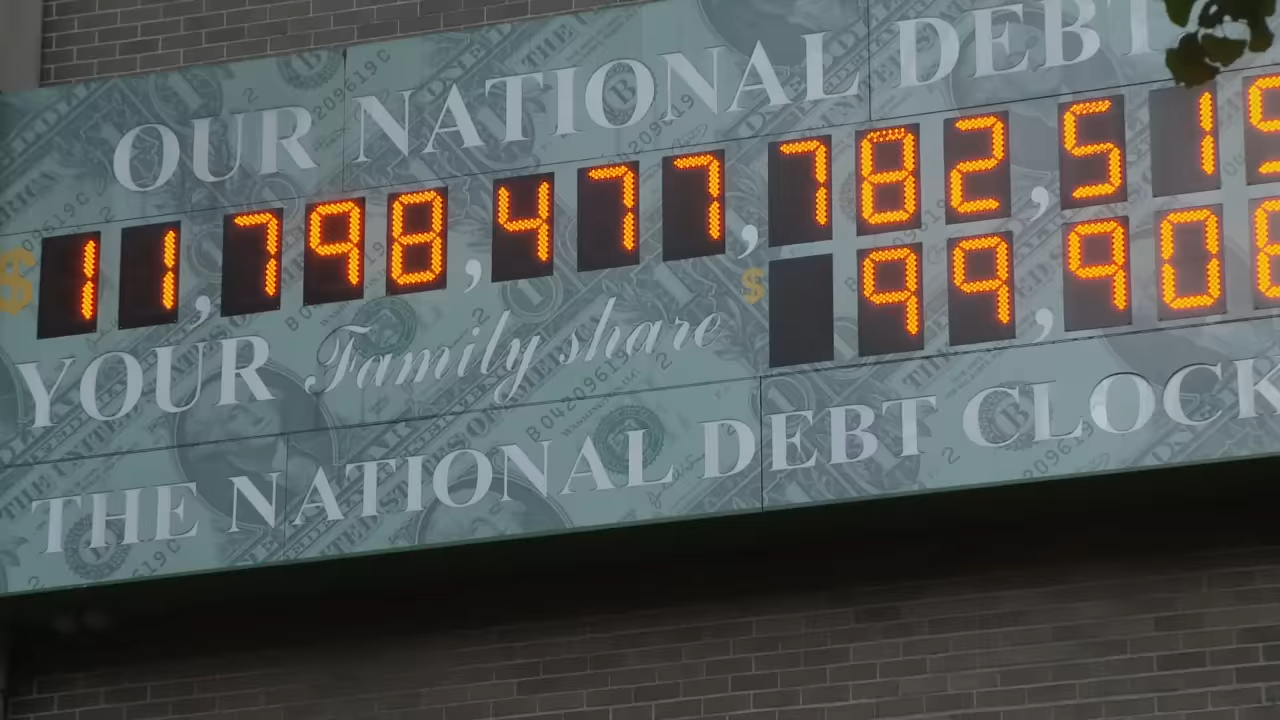 OUR NATIONAL DEBT
$11,798,477,782,51
YOUR Family share
$99,90
THE NATIONAL DEBT CLOCK